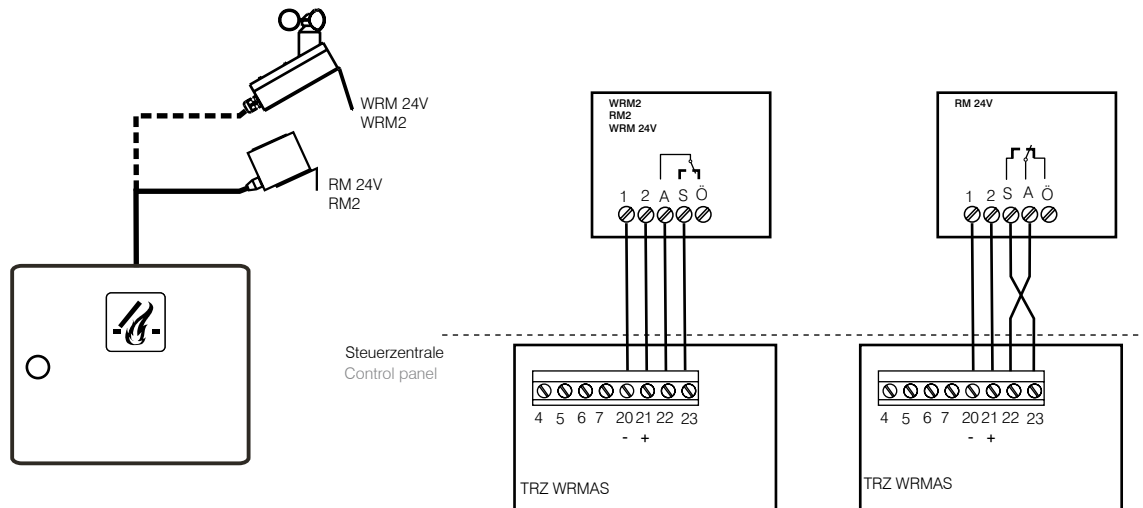 WRM 24V
WRM2
RM 24V
RM2
WRM2
RM2
WRM 24V
1 2 A S Ö
RM 24V
1 2 S A Ö
Steuerzentrale
Control panel
4 5 6 7 20 21 22 23
- +
TRZ WRMAS
4 5 6 7 20 21 22 23
- +
TRZ WRMAS